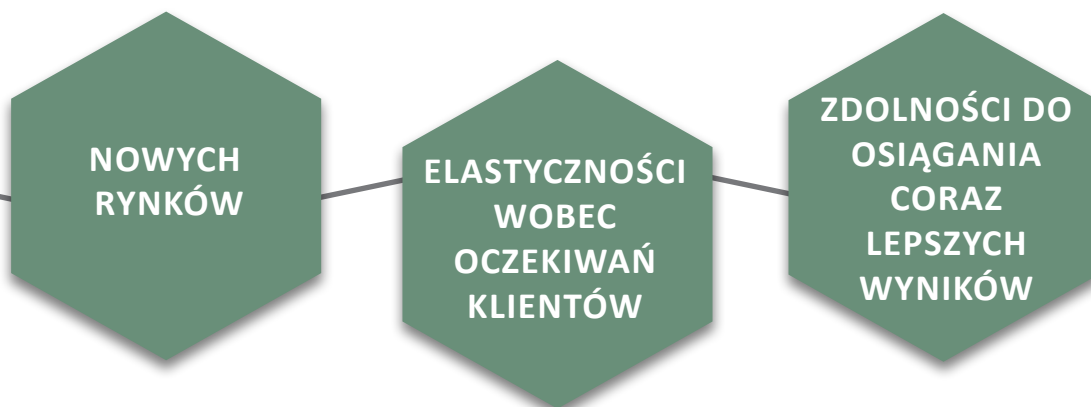 NOWYCH
RYNKÓW
ELASTYCZNOŚCI
WOBEC
OCZEKIWAŃ
KLIENTÓW
ZDOLNOŚCI DO
OSIĄGANIA
CORAZ
LEPSZYCH
WYNIKÓW